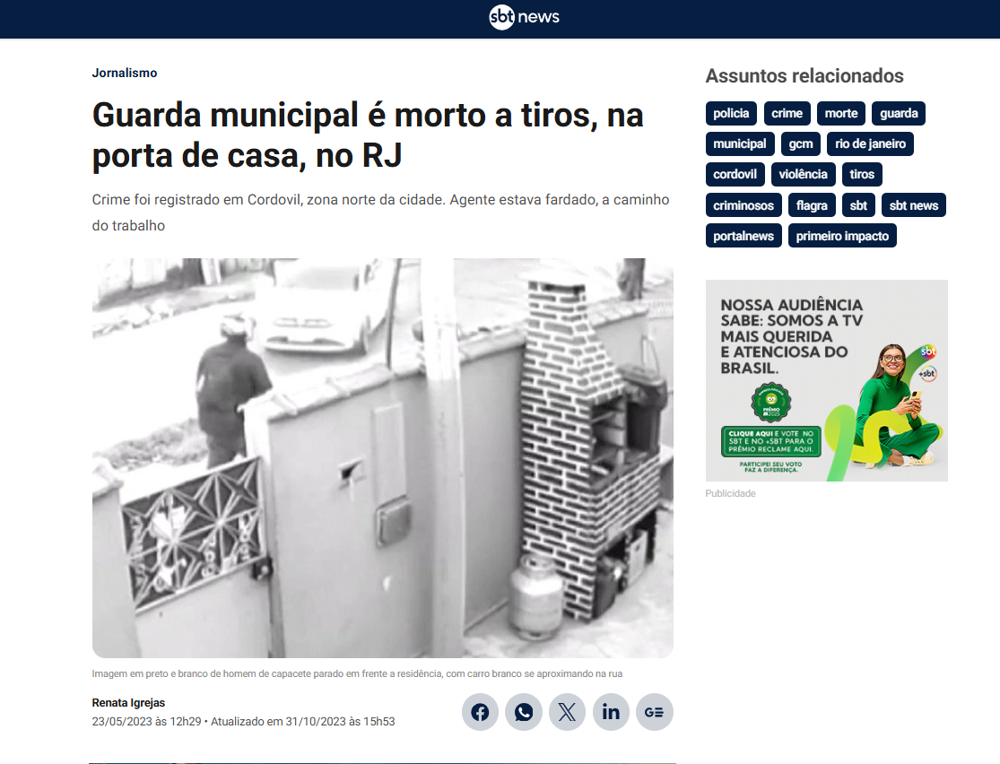 sbt news
Jornalismo
Guarda municipal é morto a tiros, na
porta de casa, no RJ
Crime foi registrado em Cordovil, zona norte da cidade. Agente estava fardado, a caminho
do trabalho
Imagem em preto e branco de homem de capacete parado em frente a residência, com carro branco se aproximando na rua
Renata Igrejas
23/05/2023 às 12h29 • Atualizado em 31/10/2023 às 15h53
Assuntos relacionados
policia crime morte guarda
municipal gcm rio de janeiro
cordovil violência tiros
criminosos flagra sbt sbt news
portalnews primeiro impacto
NOSSA AUDIÊNCIA
SABE: SOMOS A TV
MAIS QUERIDA
E ATENCIOSA DO
BRASIL.
sbt
+sbt
PRÊMIO
CLIQUE AQUI E VOTE NO
SBT E NO +SBT PARA O
PRÊMIO RECLAME AQUI.
PARTICIPE! SEU VOTO
FAZ A DIFERENÇA.
Publicidade